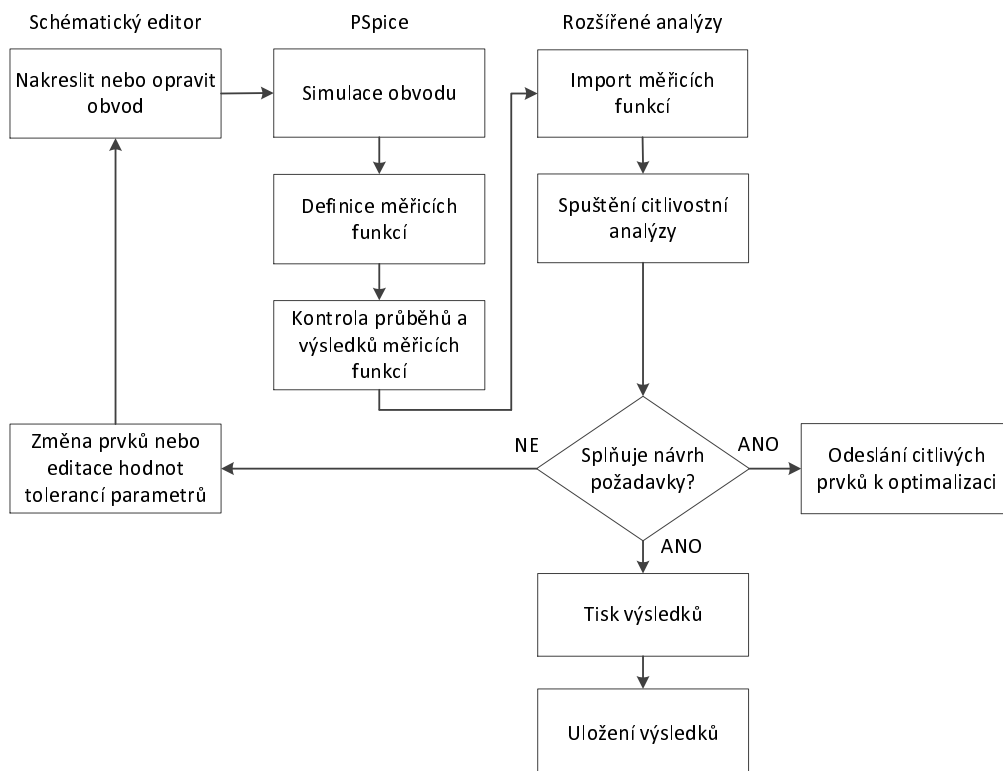 Schématický editor
PSpice
Rozšířené analýzy
Nakreslit nebo opravit
obvod
Simulace obvodu
Import měřicích
funkcí
Definice měřicích
funkcí
Spuštění citlivostní
analýzy
Kontrola průběhů a
výsledků měřicích
funkcí
Změna prvků nebo
editace hodnot
tolerancí parametrů
NE
Splňuje návrh
požadavky?
ANO
Odeslání citlivých
prvků k optimalizaci
ANO
Tisk výsledků
Uložení výsledků